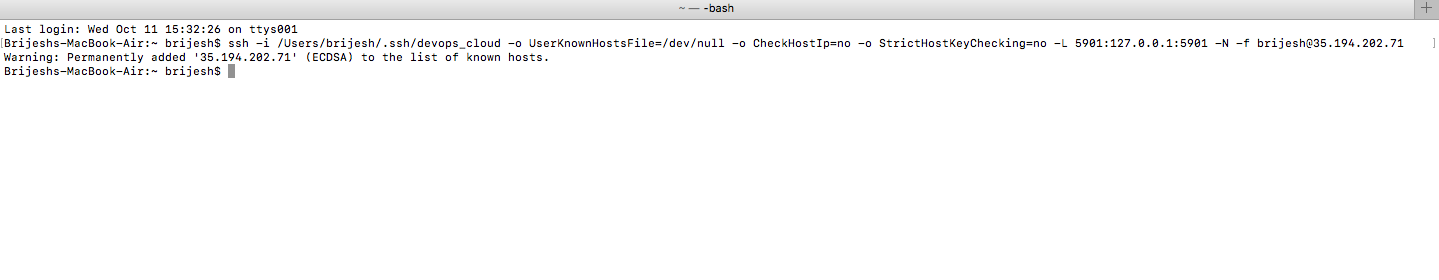 ~ — -bash
Last login: Wed Oct 11 15:32:26 on ttys001
[Brijeshs-MacBook-Air:~ brijesh$ ssh -i /Users/brijesh/.ssh/devops_cloud -o UserKnownHostsFile=/dev/null -o CheckHostIp=no -o StrictHostKeyChecking=no -L 5901:127.0.0.1:5901 -N -f brijesh@35.194.202.71 ]
Warning: Permanently added '35.194.202.71' (ECDSA) to the list of known hosts.
Brijeshs-MacBook-Air:~ brijesh$